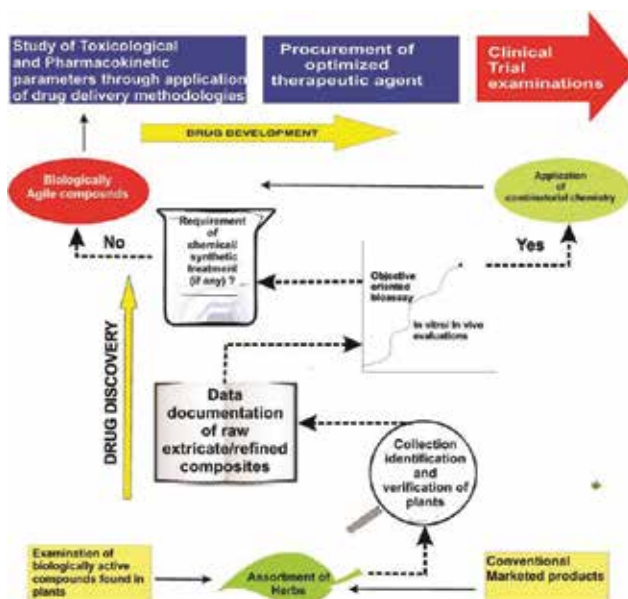 Study of Toxicological
and Pharmacokinetic
parameters through application
of drug delivery methodologies
Procurement of
optimized
therapeutic agent
Clinical
Trial
examinations
DRUG DEVELOPMENT
Biologically
Agile compounds
Application
of
combinatorial chemistry
Requirement
of
chemical/
synthetic
treatment
(if any) ?
No
Yes
Objective
oriented
bioassay
In vitro/ In vivo
evaluations
DRUG DISCOVERY
Data
documentation
of raw
extricate/refined
composites
Collection
identification
and
verification of
plants
Examination of
biologically active
compounds found in
plants
Assortment of
Herbs
Conventional
Marketed products